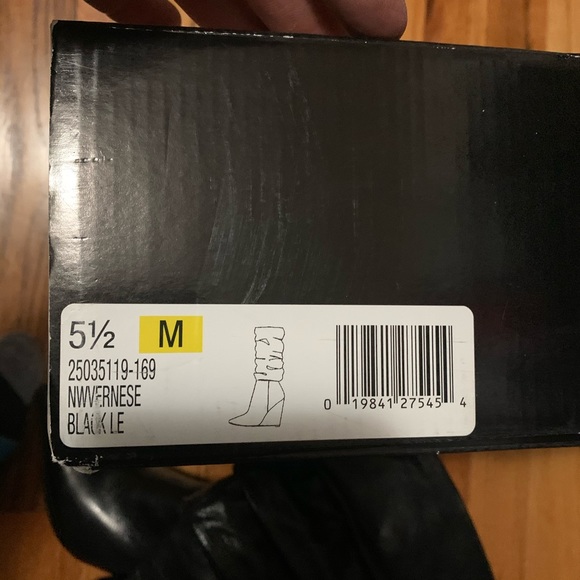 5½ M
25035119-169
NWVERNESE
BLACK LE
0 19841 27545 4